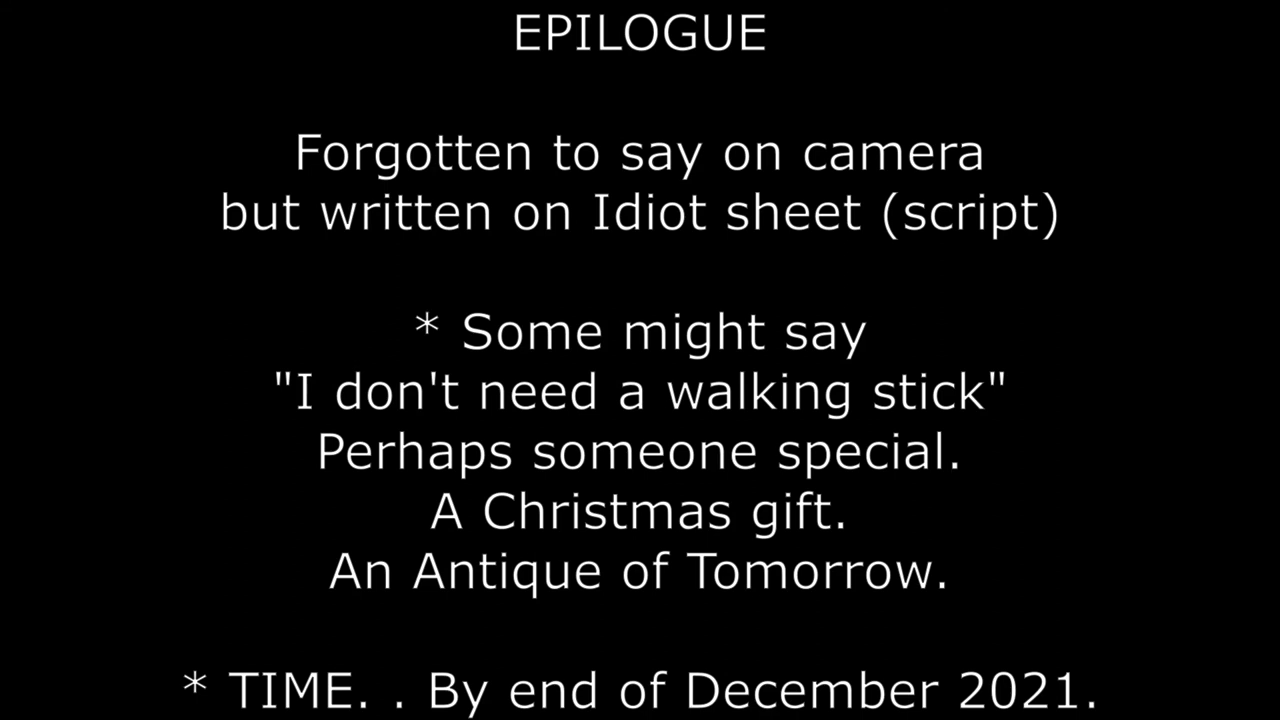 EPILOGUE
Forgotten to say on camera
but written on Idiot sheet (script)
* Some might say
"I don't need a walking stick"
Perhaps someone special.
A Christmas gift.
An Antique of Tomorrow.
* TIME. . By end of December 2021.